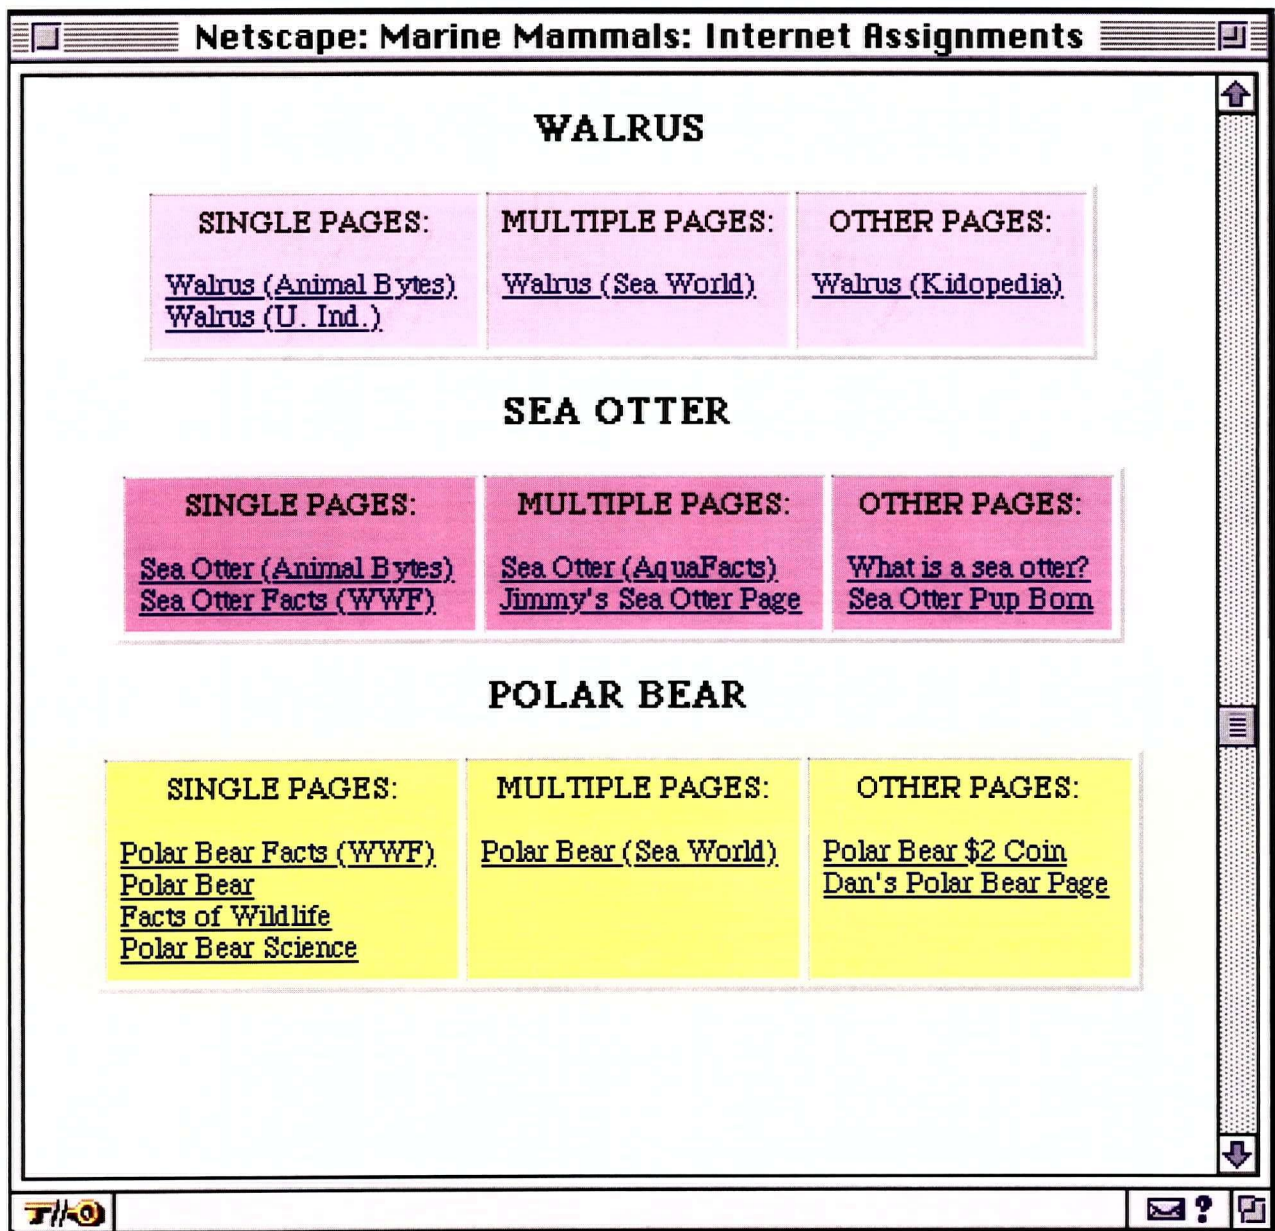 Netscape: Marine Mammals: Internet Assignments
WALRUS
SINGLE PAGES:
Walrus (Animal Bytes)
Walrus (U. Ind.)
MULTIPLE PAGES:
Walrus (Sea World)
OTHER PAGES:
Walrus (Kidopedia)
SEA OTTER
SINGLE PAGES:
Sea Otter (Animal Bytes)
Sea Otter Facts (WWF)
MULTIPLE PAGES:
Sea Otter (AquaFacts)
Jimmy's Sea Otter Page
OTHER PAGES:
What is a sea otter?
Sea Otter Pup Born
POLAR BEAR
SINGLE PAGES:
Polar Bear Facts (WWF)
Polar Bear
Facts of Wildlife
Polar Bear Science
MULTIPLE PAGES:
Polar Bear (Sea World)
OTHER PAGES:
Polar Bear $2 Coin
Dan's Polar Bear Page
?